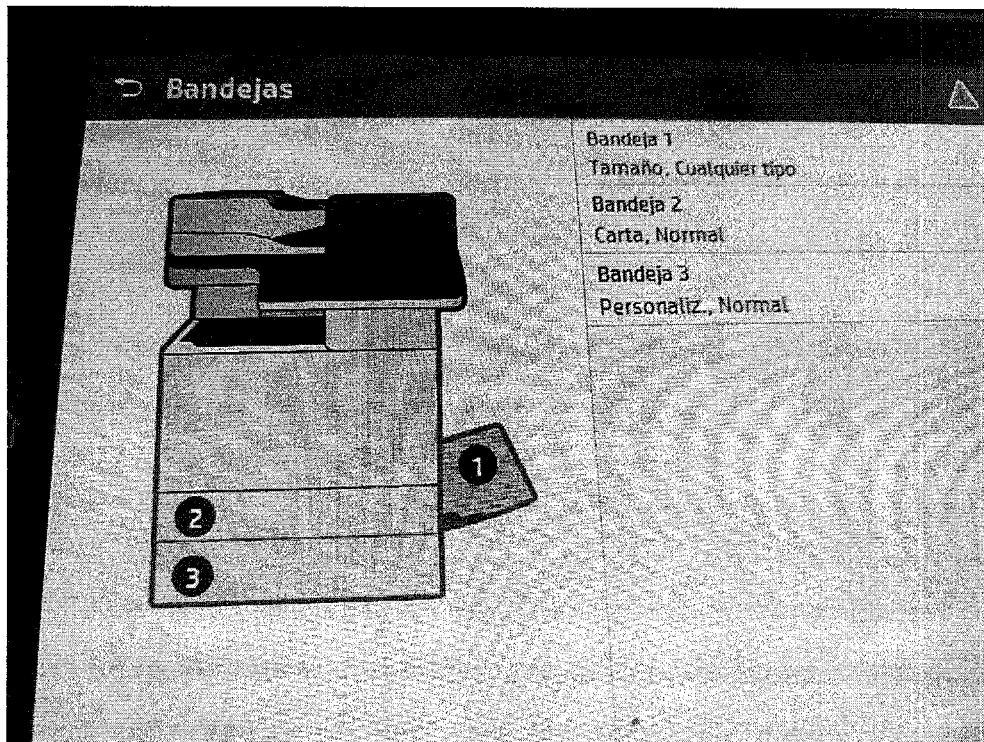 Bandejas
Bandeja 1
Tamaño, Cualquier tipo
Bandeja 2
Carta, Normal
Bandeja 3
Personaliz., Normal
1
2
3